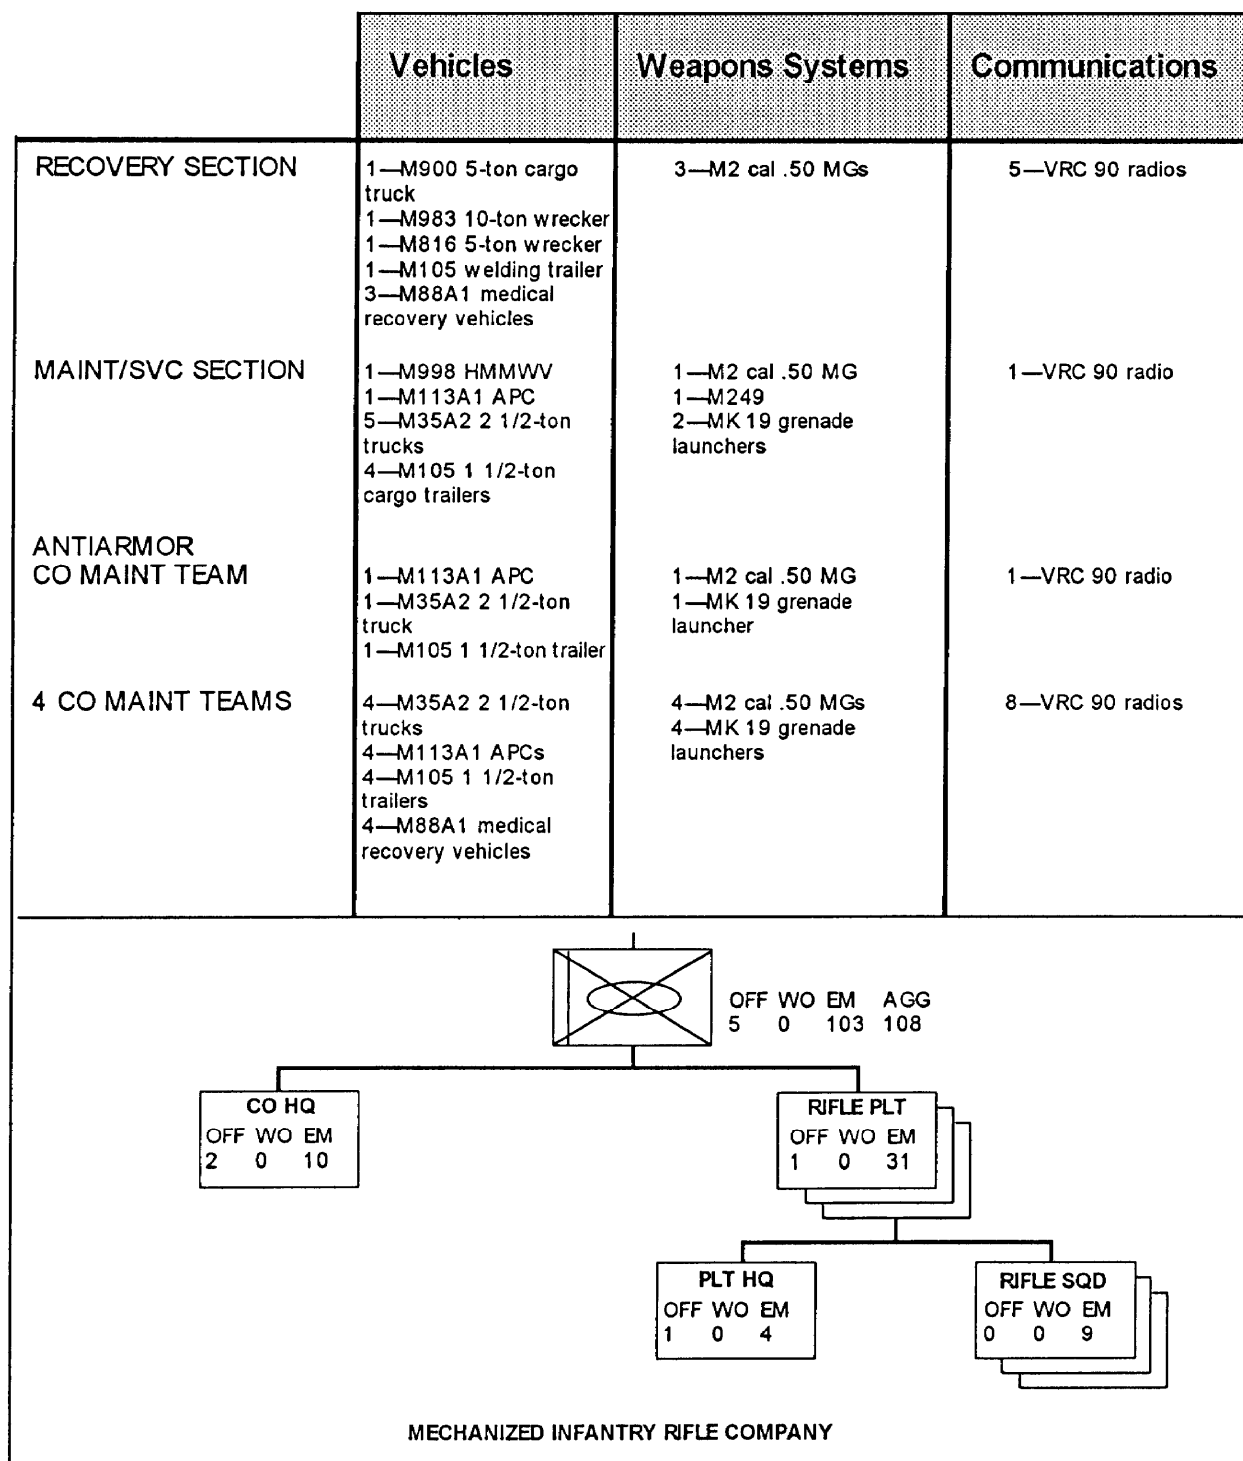 Vehicles Weapons Systems Communications
RECOVERY SECTION
1—M900 5-ton cargo
truck
1—M983 10-ton wrecker
1—M816 5-ton wrecker
1—M105 welding trailer
3—M88A1 medical
recovery vehicles
3—M2 cal .50 MGs
5—VRC 90 radios
MAINT/SVC SECTION
1—M998 HMMWV
1—M113A1 APC
5—M35A2 2 1/2-ton
trucks
4—M105 1 1/2-ton
cargo trailers
1—M2 cal .50 MG
1—M249
2—MK 19 grenade
launchers
1—VRC 90 radio
ANTIARMOR
CO MAINT TEAM
1—M113A1 APC
1—M35A2 2 1/2-ton
truck
1—M105 1 1/2-ton trailer
1—M2 cal .50 MG
1—MK 19 grenade
launcher
1—VRC 90 radio
4 CO MAINT TEAMS
4—M35A2 2 1/2-ton
trucks
4—M113A1 APCs
4—M105 1 1/2-ton
trailers
4—M88A1 medical
recovery vehicles
4—M2 cal .50 MGs
4—MK 19 grenade
launchers
8—VRC 90 radios
OFF WO EM AGG
5 0 103 108
CO HQ
OFF WO EM
2 0 10
RIFLE PLT
OFF WO EM
1 0 31
PLT HQ
OFF WO EM
1 0 4
RIFLE SQD
OFF WO EM
0 0 9
MECHANIZED INFANTRY RIFLE COMPANY